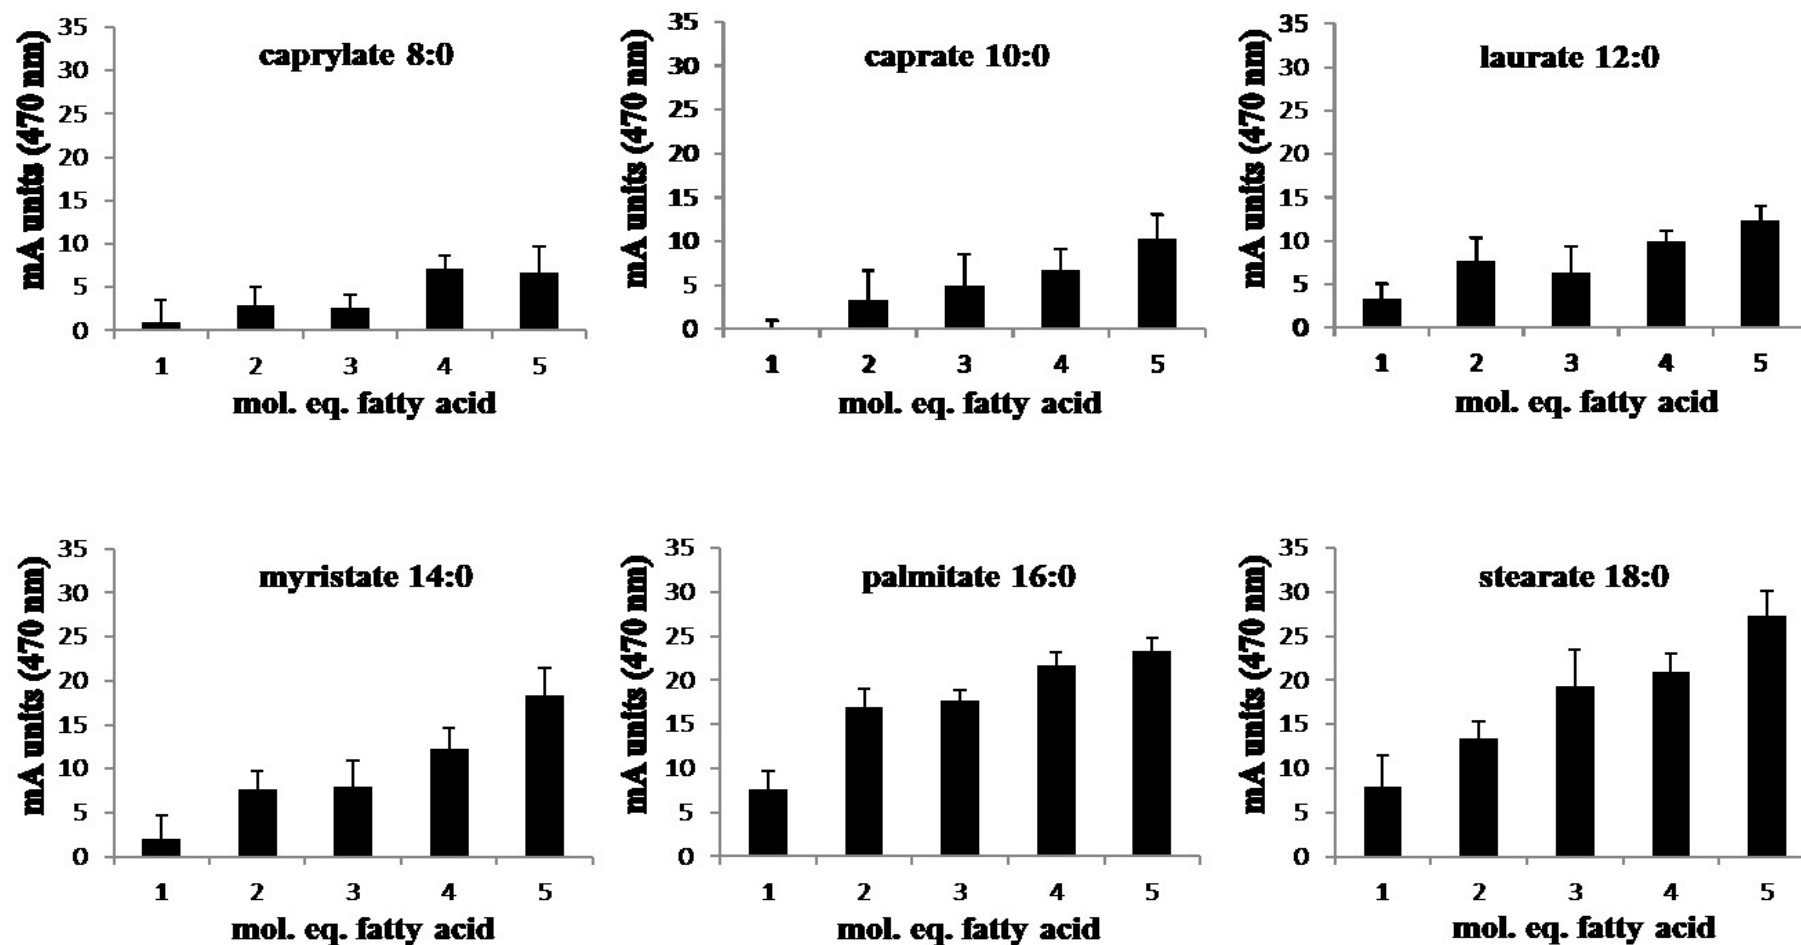 caprylate 8:0
mA units (470 nm)
35
30
25
20
15
10
5
0
1 2 3 4 5
mol. eq. fatty acid
caprate 10:0
mA units (470 nm)
35
30
25
20
15
10
5
0
1 2 3 4 5
mol. eq. fatty acid
laurate 12:0
mA units (470 nm)
35
30
25
20
15
10
5
0
1 2 3 4 5
mol. eq. fatty acid
myristate 14:0
mA units (470 nm)
35
30
25
20
15
10
5
0
1 2 3 4 5
mol. eq. fatty acid
palmitate 16:0
mA units (470 nm)
35
30
25
20
15
10
5
0
1 2 3 4 5
mol. eq. fatty acid
stearate 18:0
mA units (470 nm)
35
30
25
20
15
10
5
0
1 2 3 4 5
mol. eq. fatty acid